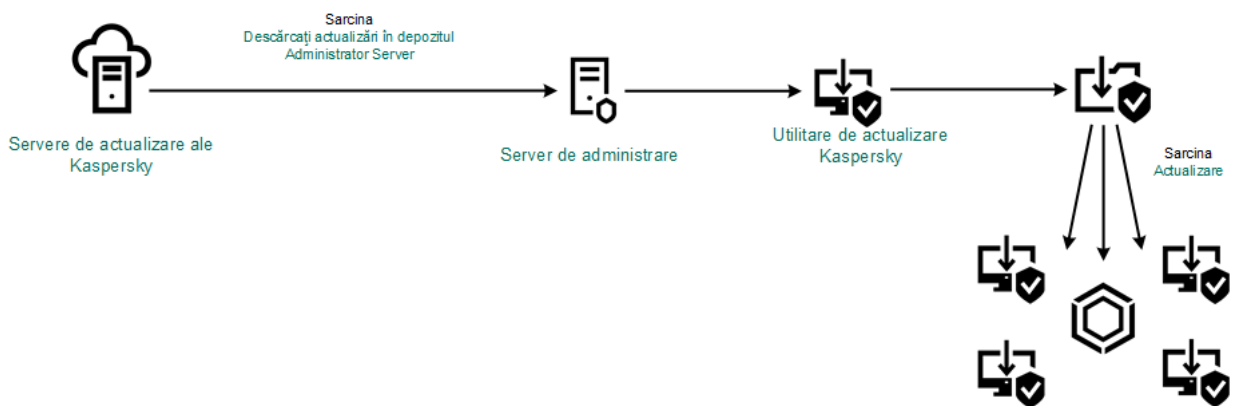 Sarcina
Descărcați actualizări în depozitul
Administrator Server
Servere de actualizare ale
Kaspersky
Server de administrare
Utilitare de actualizare
Kaspersky
Sarcina
Actualizare